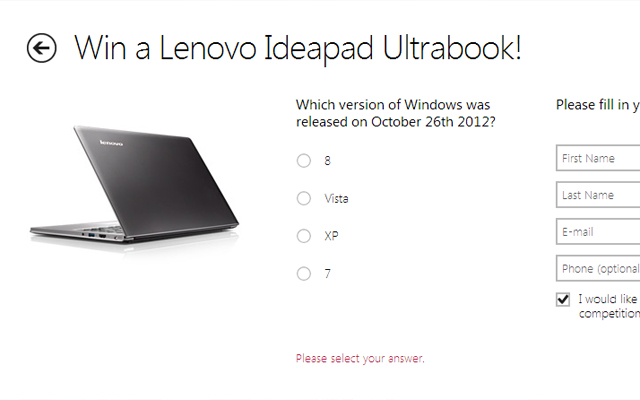 Win a Lenovo Ideapad Ultrabook!
lenovo
Which version of Windows was
released on October 26th 2012?
8
Vista
XP
7
Please select your answer.
Please fill in y
First Name
Last Name
E-mail
Phone (optional
I would like
competition